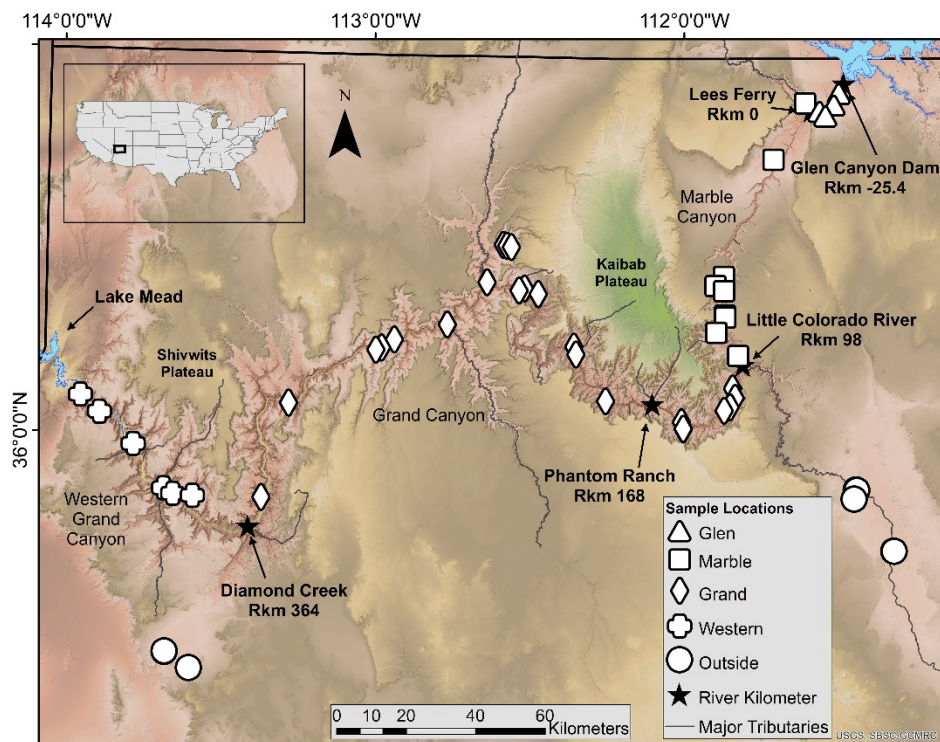 114°0'0"W
113°0'0"W
112°0'0"W
N
Lees Ferry
Rkm 0
Glen Canyon Dam
Rkm -25.4
Marble
Canyon
Kaibab
Plateau
Lake Mead
Little Colorado River
Rkm 98
Shivwits
Plateau
36°0'0"N
Grand Canyon
Phantom Ranch
Rkm 168
Western
Grand
Canyon
Diamond Creek
Rkm 364
Sample Locations
Glen
Marble
Grand
Western
Outside
River Kilometer
Major Tributaries
0 10 20 40 60
Kilometers
USGS SBSC-GCMRC